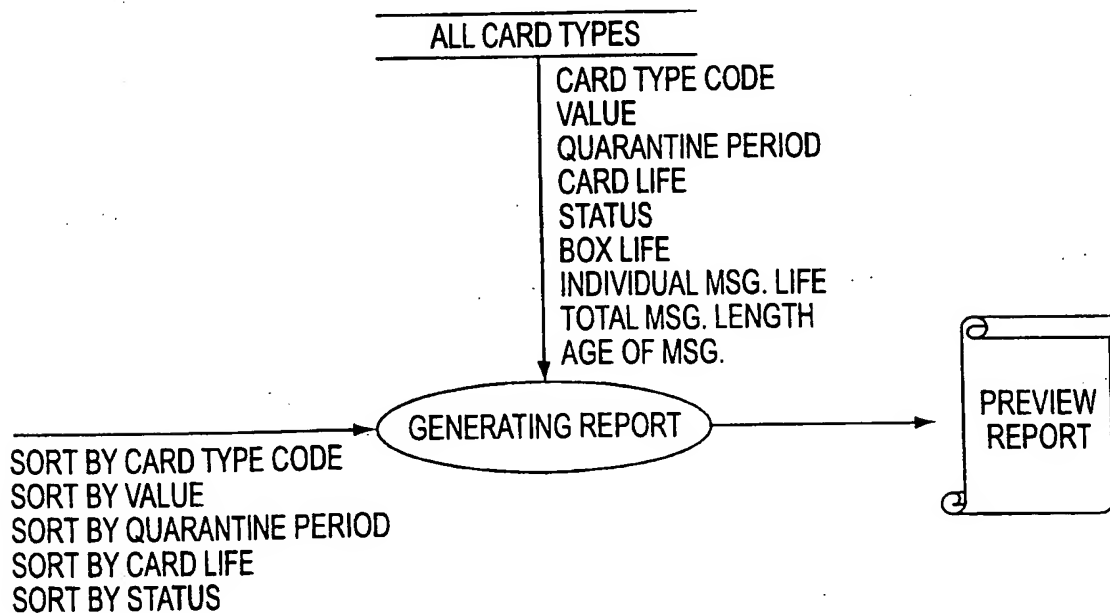 ALL CARD TYPES
CARD TYPE CODE
VALUE
QUARANTINE PERIOD
CARD LIFE
STATUS
BOX LIFE
INDIVIDUAL MSG. LIFE
TOTAL MSG. LENGTH
AGE OF MSG.
GENERATING REPORT
PREVIEW
REPORT
SORT BY CARD TYPE CODE
SORT BY VALUE
SORT BY QUARANTINE PERIOD
SORT BY CARD LIFE
SORT BY STATUS